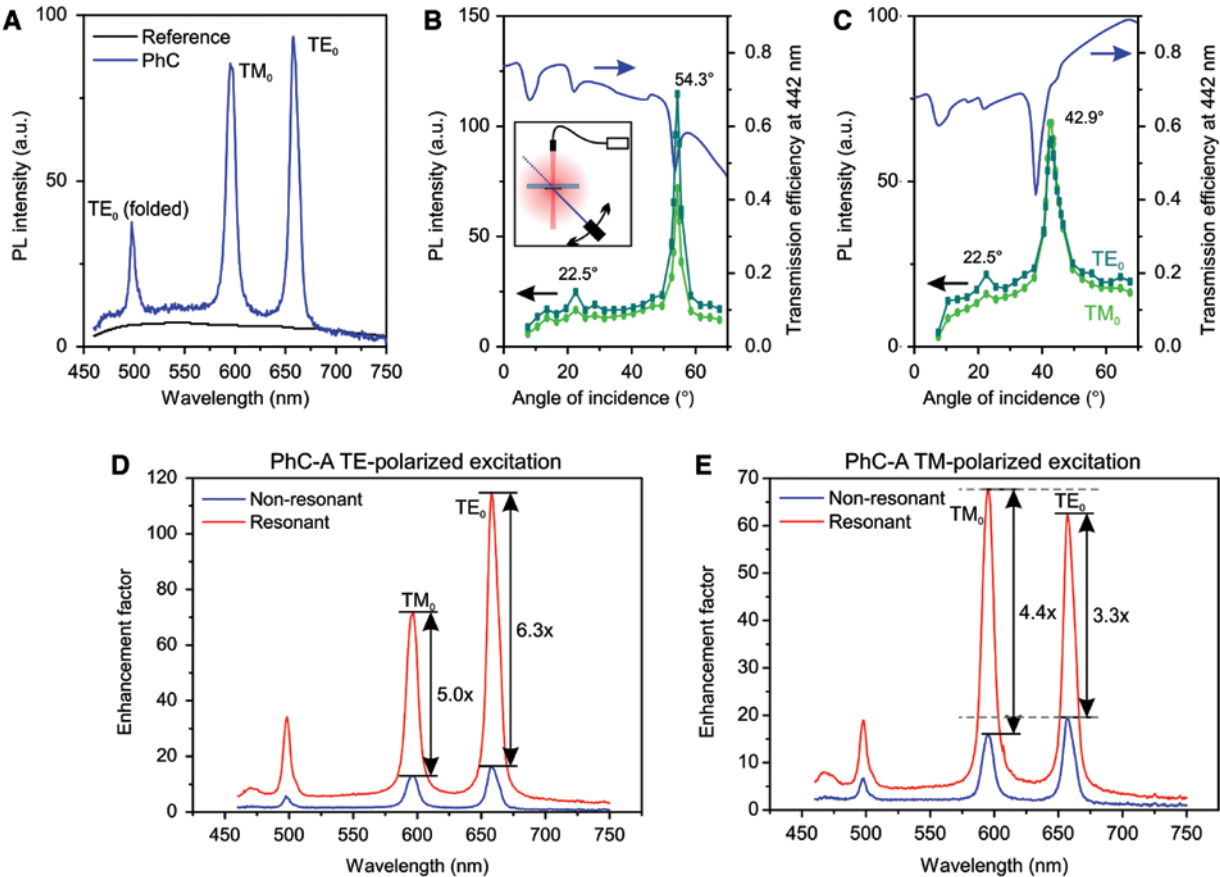 A
Reference
PhC
TM0
TE0
TE0 (folded)
PL intensity (a.u.)
100
50
0
450 500 550 600 650 700 750
Wavelength (nm)
B
54.3°
22.5°
PL intensity (a.u.)
150
125
100
50
0
0 20 40 60
Angle of incidence (°)
0.8
0.6
0.4
0.2
0.0
Transmission efficiency at 442 nm
C
42.9°
22.5°
TE0
TM0
PL intensity (a.u.)
100
50
0
0 20 40 60
Angle of incidence (°)
0.8
0.6
0.4
0.2
0.0
Transmission efficiency at 442 nm
D
PhC-A TE-polarized excitation
Non-resonant
Resonant
TE0
TM0
5.0x
6.3x
Enhancement factor
120
100
80
60
40
20
0
450 500 550 600 650 700 750
Wavelength (nm)
E
PhC-A TM-polarized excitation
Non-resonant
Resonant
TM0
TE0
4.4x
3.3x
Enhancement factor
70
60
50
40
30
20
10
0
450 500 550 600 650 700 750
Wavelength (nm)